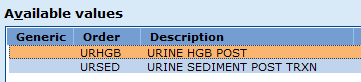 Available values
Generic Order Description
URHGB URINE HGB POST
URSED URINE SEDIMENT POST TRXN